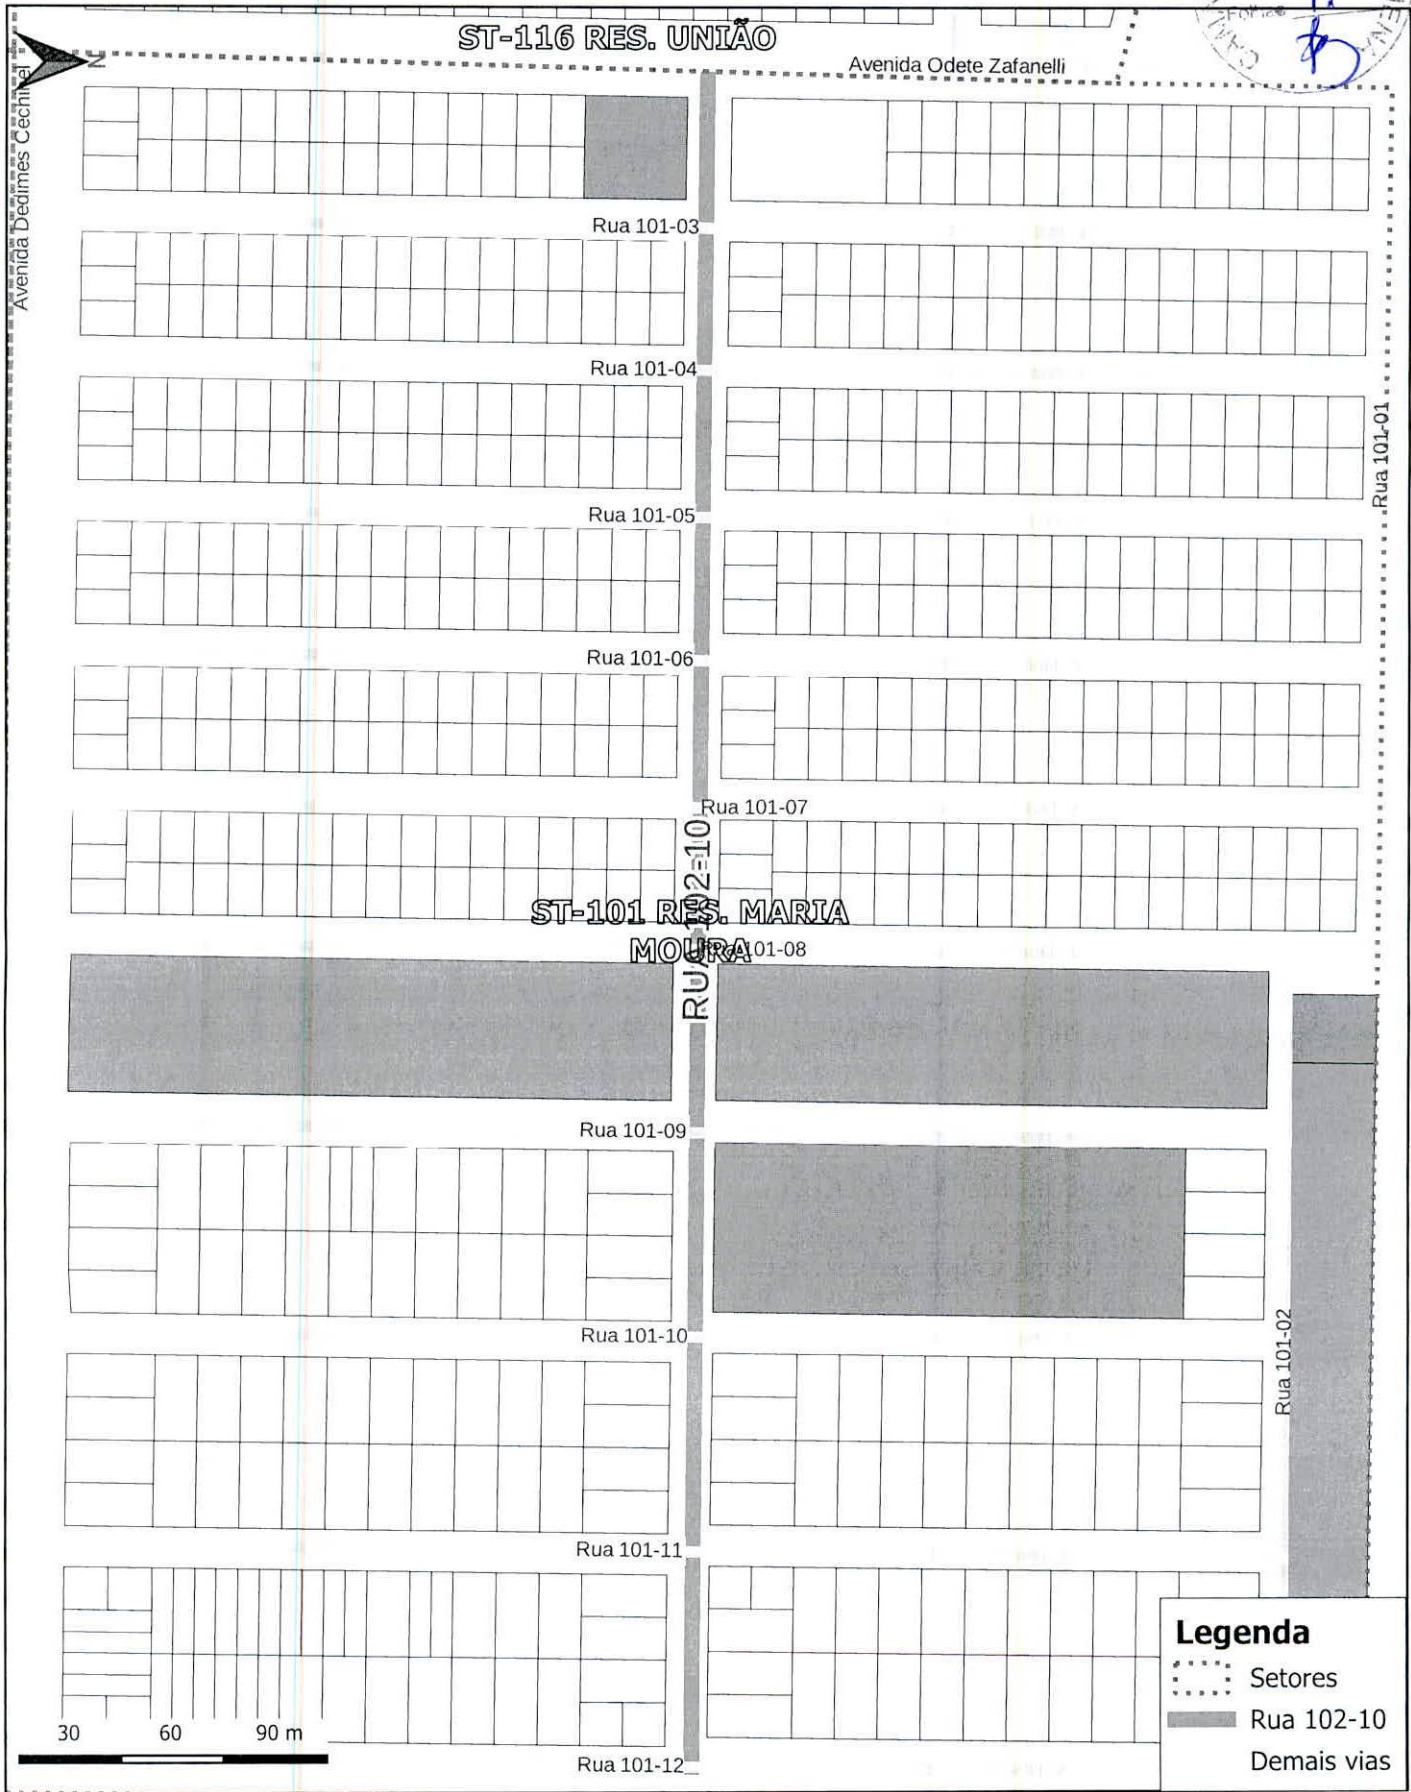 ST-116 RES. UNIÃO
Avenida Odete Zafanelli
Folhas
N
Avenida Dedimes Cechinel
Rua 101-03
Rua 101-04
Rua 101-01
Rua 101-05
Rua 101-06
Rua 101-07
RUA 102-10
ST-101 RES. MARIA
MOURA
Rua 101-08
Rua 101-09
Rua 101-10
Rua 101-02
Rua 101-11
Rua 101-12
30 60 90 m
Legenda
Setores
Rua 102-10
Demais vias